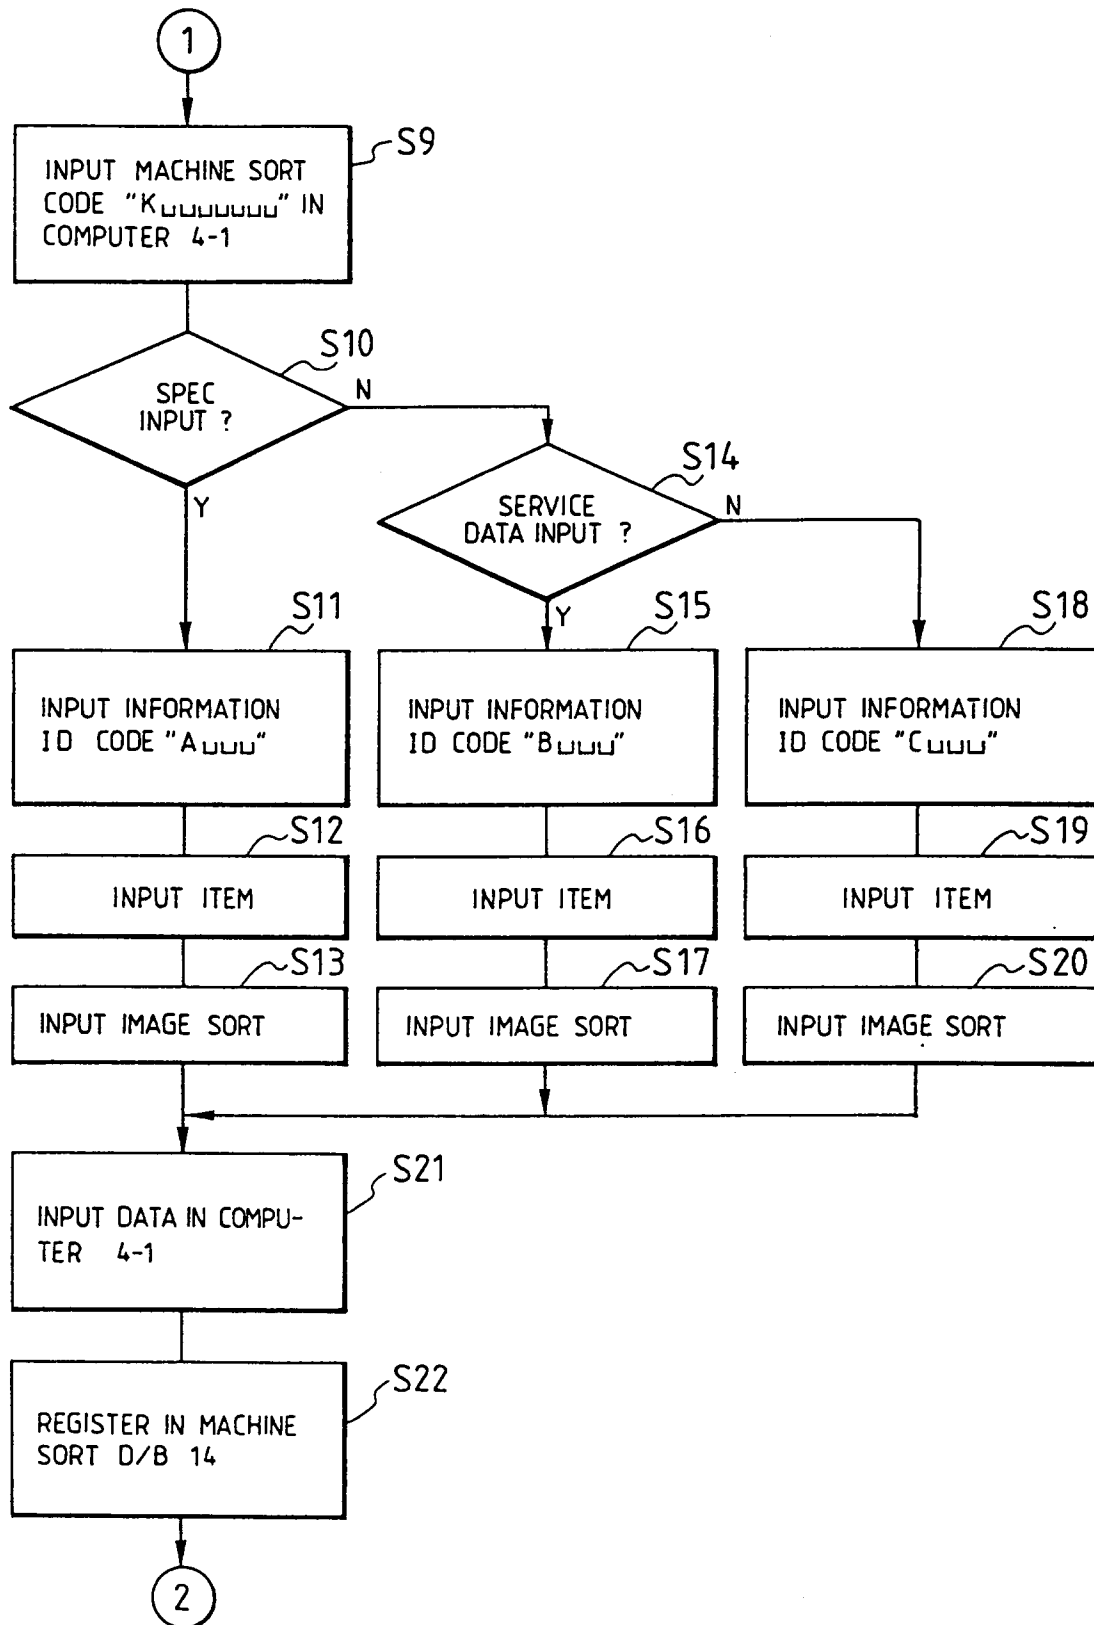 1
S9
INPUT MACHINE SORT
CODE "K␣␣␣␣␣␣␣" IN
COMPUTER 4-1
S10
SPEC
INPUT ?
N
Y
S14
SERVICE
DATA INPUT ?
N
Y
S11
INPUT INFORMATION
ID CODE "A␣␣␣"
S15
INPUT INFORMATION
ID CODE "B␣␣␣"
S18
INPUT INFORMATION
ID CODE "C␣␣␣"
S12
INPUT ITEM
S16
INPUT ITEM
S19
INPUT ITEM
S13
INPUT IMAGE SORT
S17
INPUT IMAGE SORT
S20
INPUT IMAGE SORT
S21
INPUT DATA IN COMPU-
TER 4-1
S22
REGISTER IN MACHINE
SORT D/B 14
2